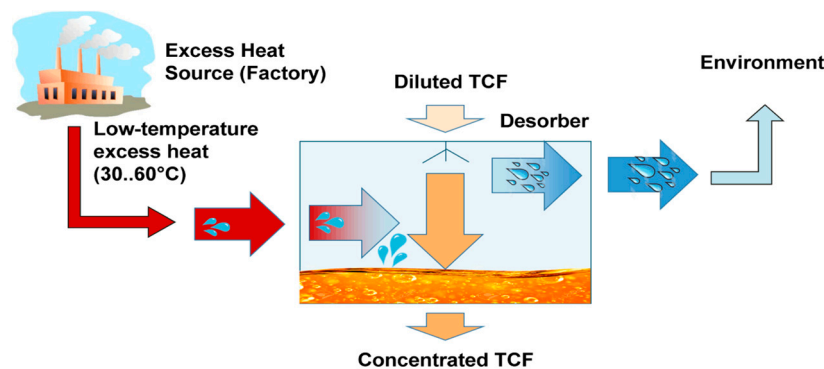 Excess Heat
Source (Factory)
Low-temperature
excess heat
(30..60°C)
Diluted TCF
Desorber
Environment
Concentrated TCF